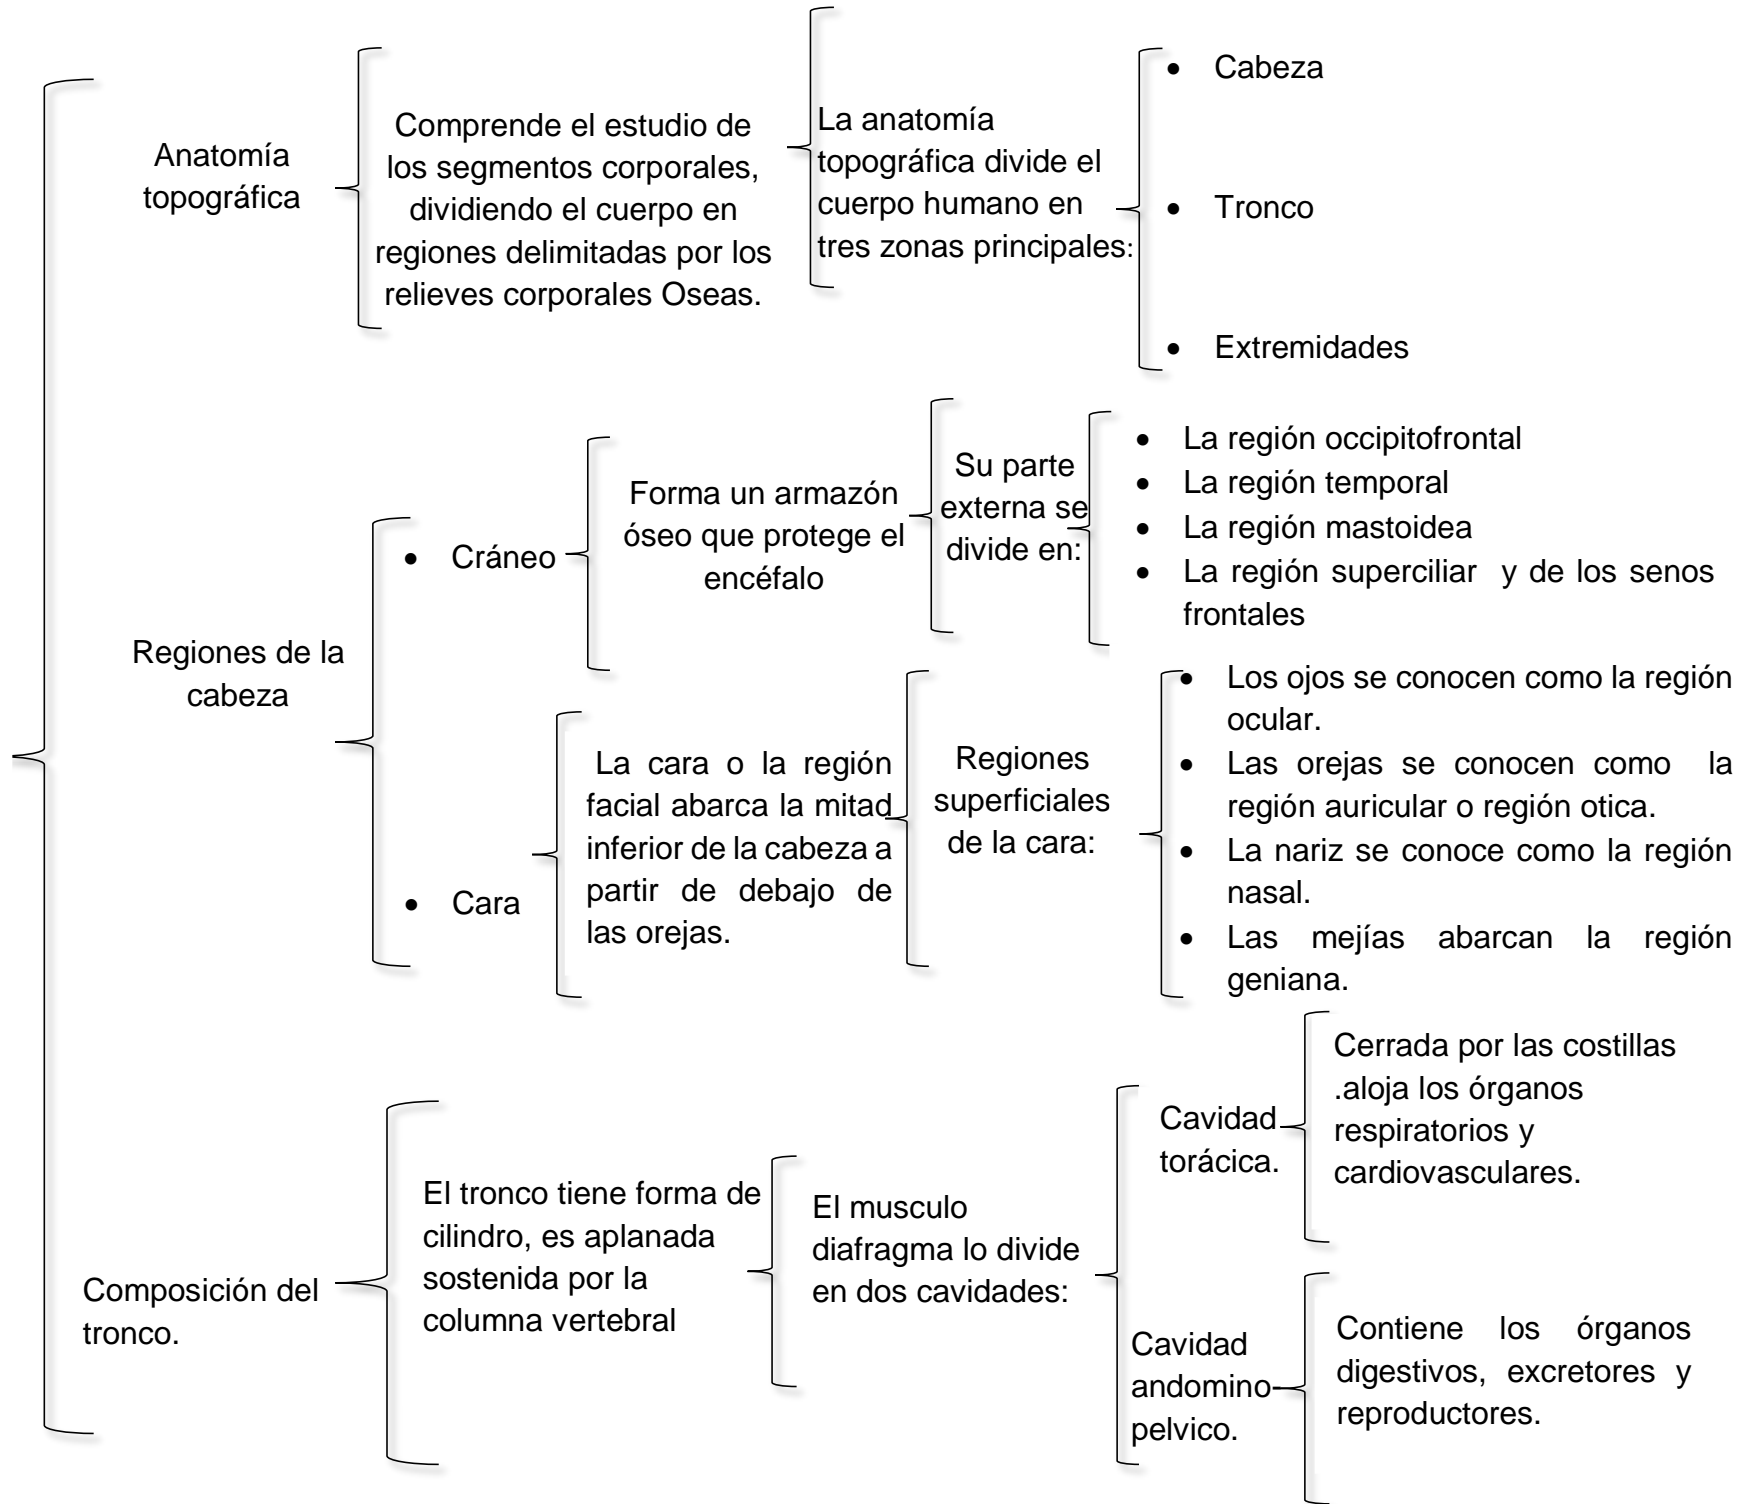 Anatomía
topográfica
Comprende el estudio de
los segmentos corporales,
dividiendo el cuerpo en
regiones delimitadas por los
relieves corporales Oseas.
La anatomía
topográfica divide el
cuerpo humano en
tres zonas principales:
• Cabeza
• Tronco
• Extremidades
Regiones de la
cabeza
• Cráneo
Forma un armazón
óseo que protege el
encéfalo
Su parte
externa se
divide en:
• La región occipitofrontal
• La región temporal
• La región mastoidea
• La región superciliar y de los senos
frontales
• Cara
La cara o la región
facial abarca la mitad
inferior de la cabeza a
partir de debajo de
las orejas.
Regiones
superficiales
de la cara:
• Los ojos se conocen como la región
ocular.
• Las orejas se conocen como la
región auricular o región otica.
• La nariz se conoce como la región
nasal.
• Las mejías abarcan la región
geniana.
Composición del
tronco.
El tronco tiene forma de
cilindro, es aplanada
sostenida por la
columna vertebral
El musculo
diafragma lo divide
en dos cavidades:
Cavidad
torácica.
Cerrada por las costillas
.aloja los órganos
respiratorios y
cardiovasculares.
Cavidad
andomino-
pelvico.
Contiene los órganos
digestivos, excretores y
reproductores.